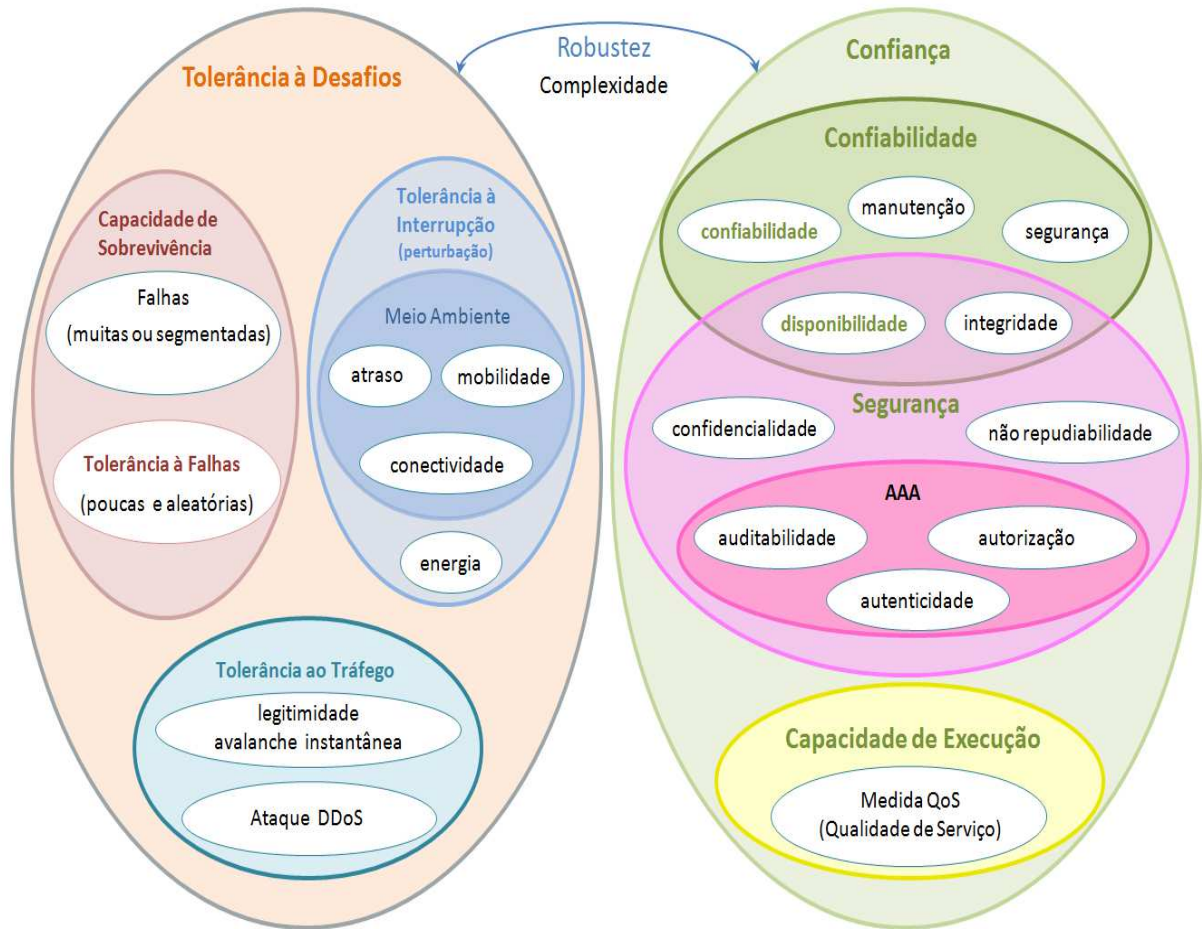 Robustez
Complexidade
Tolerância à Desafios
Capacidade de
Sobrevivência
Falhas
(muitas ou segmentadas)
Tolerância à Falhas
(poucas e aleatórias)
Tolerância à
Interrupção
(perturbação)
Meio Ambiente
atraso
mobilidade
conectividade
energia
Tolerância ao Tráfego
legitimidade
avalanche instantânea
Ataque DDoS
Confiança
Confiabilidade
confiabilidade
manutenção
segurança
disponibilidade
integridade
Segurança
confidencialidade
não repudiabilidade
AAA
auditabilidade
autorização
autenticidade
Capacidade de Execução
Medida QoS
(Qualidade de Serviço)